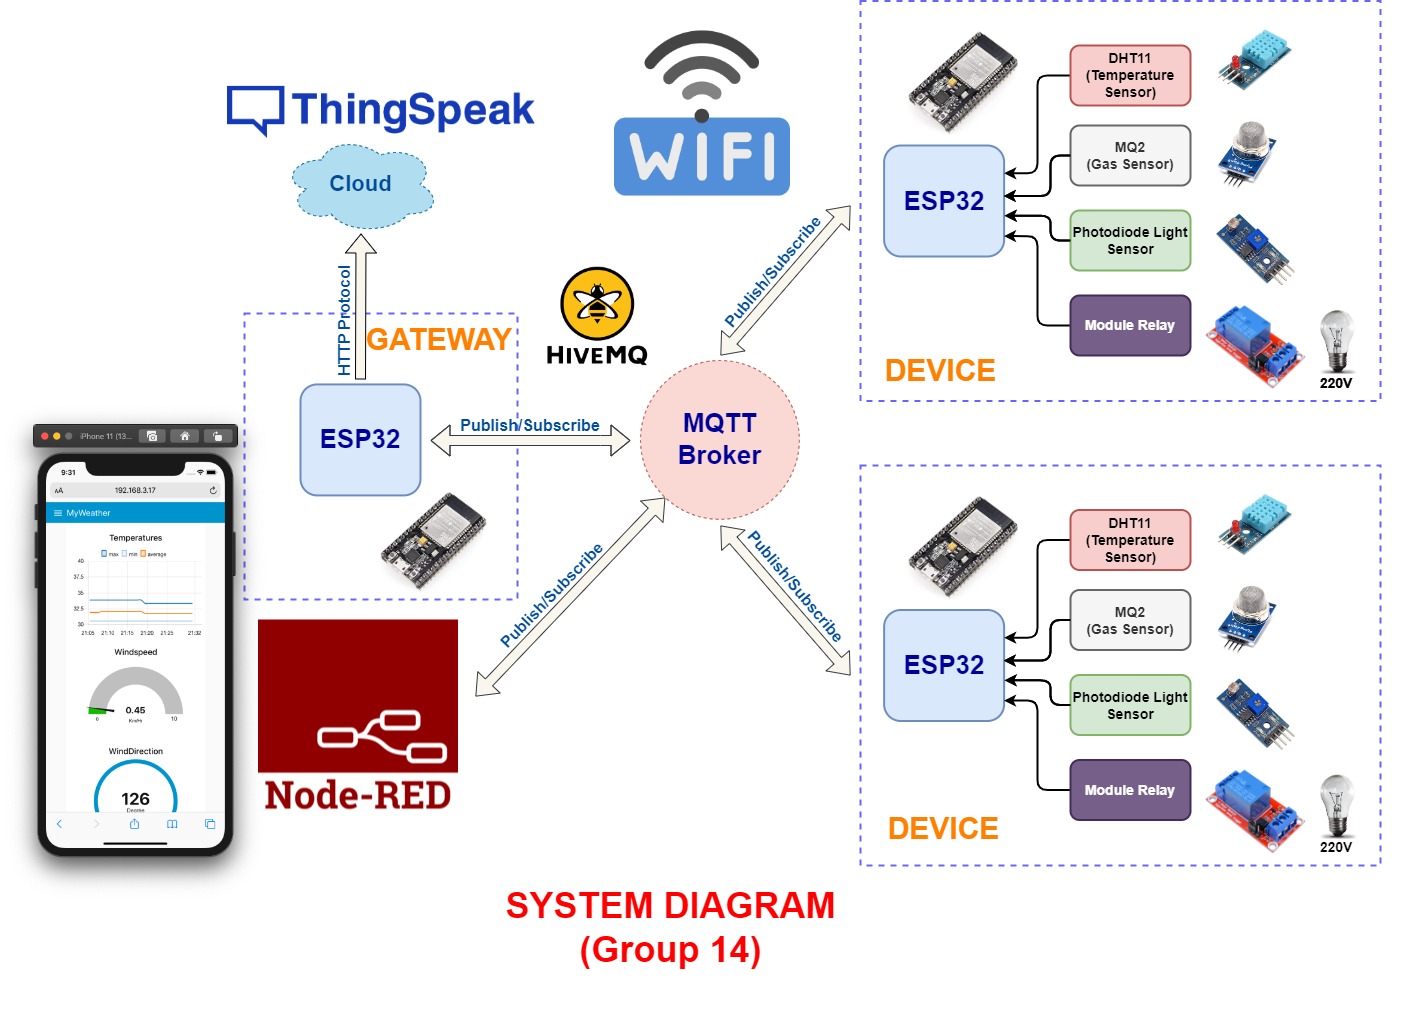 ThingSpeak
Cloud
HTTP Protocol
WIFI
HIVEMQ
GATEWAY
ESP32
Publish/Subscribe
MQTT
Broker
Publish/Subscribe
Publish/Subscribe
Publish/Subscribe
DHT11
(Temperature
Sensor)
MQ2
(Gas Sensor)
ESP32
Photodiode Light
Sensor
Module Relay
DEVICE
220V
DHT11
(Temperature
Sensor)
MQ2
(Gas Sensor)
ESP32
Photodiode Light
Sensor
Module Relay
DEVICE
220V
iPhone 11 (13...
9:31
AA 192.168.3.17
MyWeather
Temperatures
max min average
40
37.5
35
32.5
30
21:05 21:10 21:15 21:20 21:25 21:32
Windspeed
0.45
0 Km/H 10
WindDirection
126
Degree
Node-RED
SYSTEM DIAGRAM
(Group 14)